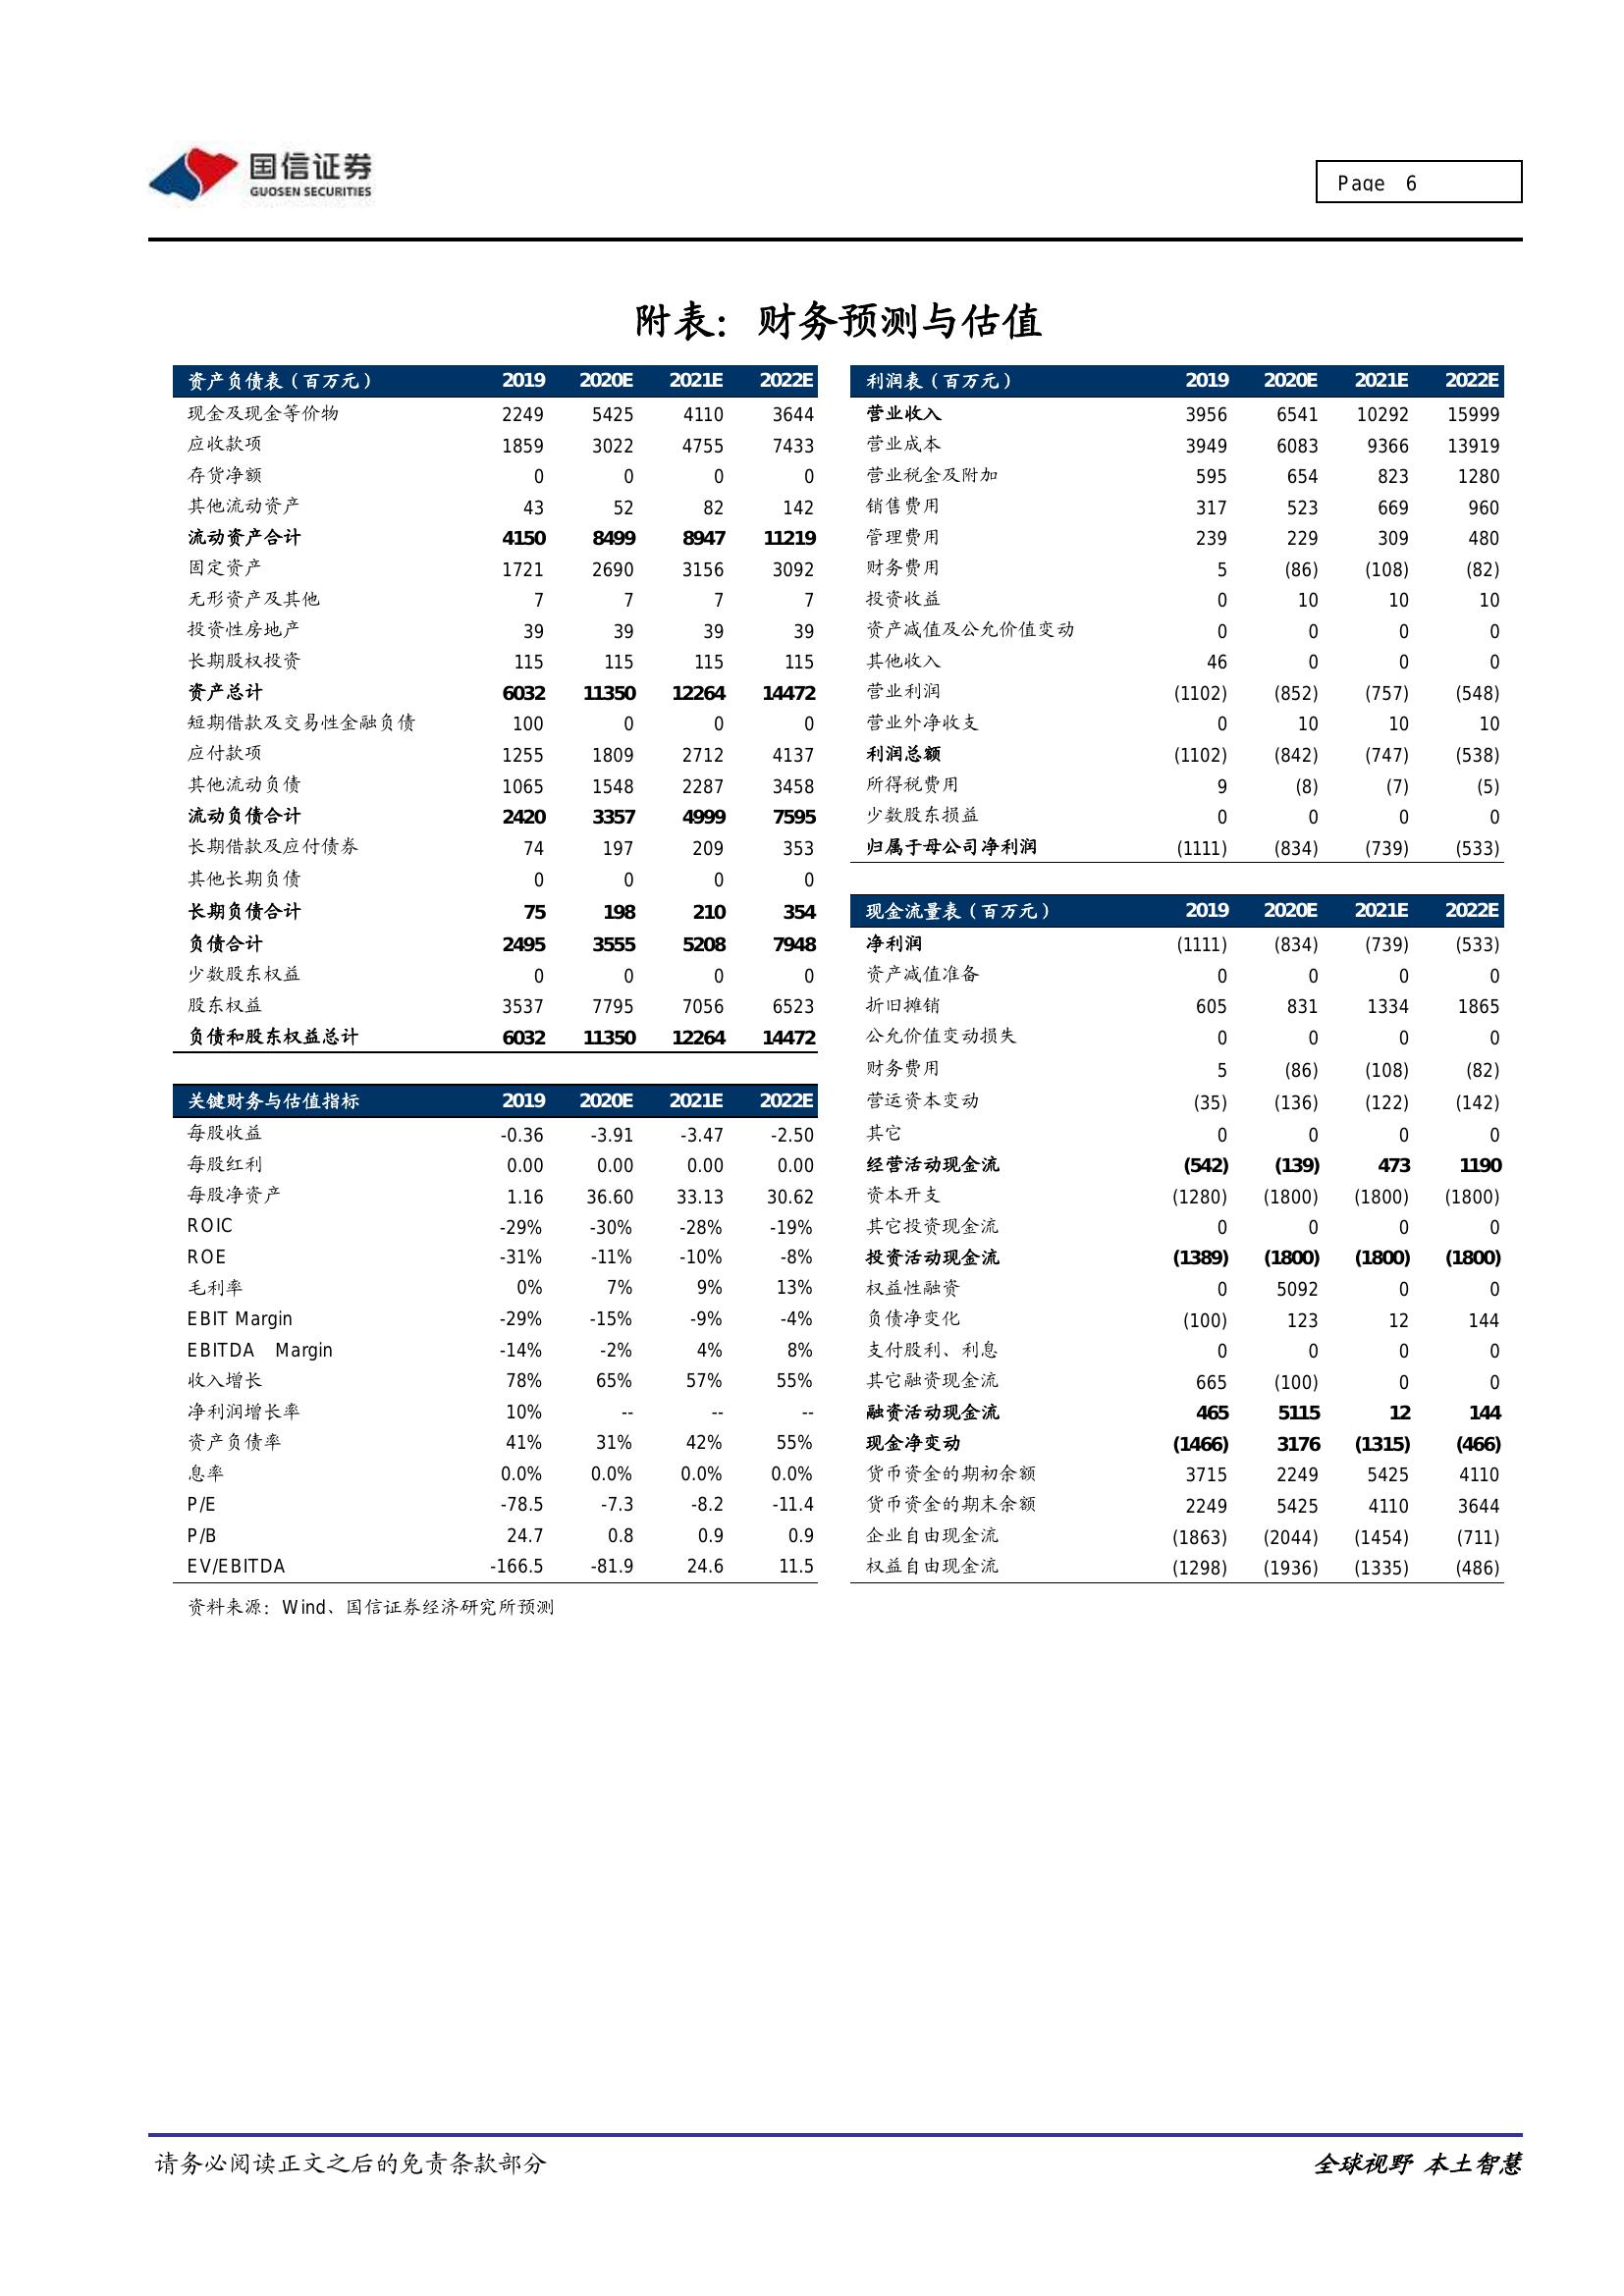 国信证券
GUOSEN SECURITIES
Page 6
附表：财务预测与估值
资产负债表（百万元） 2019 2020E 2021E 2022E
现金及现金等价物 2249 5425 4110 3644
应收款项 1859 3022 4755 7433
存货净额 0 0 0 0
其他流动资产 43 52 82 142
流动资产合计 4150 8499 8947 11219
固定资产 1721 2690 3156 3092
无形资产及其他 7 7 7 7
投资性房地产 39 39 39 39
长期股权投资 115 115 115 115
资产总计 6032 11350 12264 14472
短期借款及交易性金融负债 100 0 0 0
应付款项 1255 1809 2712 4137
其他流动负债 1065 1548 2287 3458
流动负债合计 2420 3357 4999 7595
长期借款及应付债券 74 197 209 353
其他长期负债 0 0 0 0
长期负债合计 75 198 210 354
负债合计 2495 3555 5208 7948
少数股东权益 0 0 0 0
股东权益 3537 7795 7056 6523
负债和股东权益总计 6032 11350 12264 14472
关键财务与估值指标 2019 2020E 2021E 2022E
每股收益 -0.36 -3.91 -3.47 -2.50
每股红利 0.00 0.00 0.00 0.00
每股净资产 1.16 36.60 33.13 30.62
ROIC -29% -30% -28% -19%
ROE -31% -11% -10% -8%
毛利率 0% 7% 9% 13%
EBIT Margin -29% -15% -9% -4%
EBITDA Margin -14% -2% 4% 8%
收入增长 78% 65% 57% 55%
净利润增长率 10% -- -- --
资产负债率 41% 31% 42% 55%
息率 0.0% 0.0% 0.0% 0.0%
P/E -78.5 -7.3 -8.2 -11.4
P/B 24.7 0.8 0.9 0.9
EV/EBITDA -166.5 -81.9 24.6 11.5
资料来源：Wind、国信证券经济研究所预测
利润表（百万元） 2019 2020E 2021E 2022E
营业收入 3956 6541 10292 15999
营业成本 3949 6083 9366 13919
营业税金及附加 595 654 823 1280
销售费用 317 523 669 960
管理费用 239 229 309 480
财务费用 5 (86) (108) (82)
投资收益 0 10 10 10
资产减值及公允价值变动 0 0 0 0
其他收入 46 0 0 0
营业利润 (1102) (852) (757) (548)
营业外净收支 0 10 10 10
利润总额 (1102) (842) (747) (538)
所得税费用 9 (8) (7) (5)
少数股东损益 0 0 0 0
归属于母公司净利润 (1111) (834) (739) (533)
现金流量表（百万元） 2019 2020E 2021E 2022E
净利润 (1111) (834) (739) (533)
资产减值准备 0 0 0 0
折旧摊销 605 831 1334 1865
公允价值变动损失 0 0 0 0
财务费用 5 (86) (108) (82)
营运资本变动 (35) (136) (122) (142)
其它 0 0 0 0
经营活动现金流 (542) (139) 473 1190
资本开支 (1280) (1800) (1800) (1800)
其它投资现金流 0 0 0 0
投资活动现金流 (1389) (1800) (1800) (1800)
权益性融资 0 5092 0 0
负债净变化 (100) 123 12 144
支付股利、利息 0 0 0 0
其它融资现金流 665 (100) 0 0
融资活动现金流 465 5115 12 144
现金净变动 (1466) 3176 (1315) (466)
货币资金的期初余额 3715 2249 5425 4110
货币资金的期末余额 2249 5425 4110 3644
企业自由现金流 (1863) (2044) (1454) (711)
权益自由现金流 (1298) (1936) (1335) (486)
请务必阅读正文之后的免责条款部分
全球视野 本土智慧